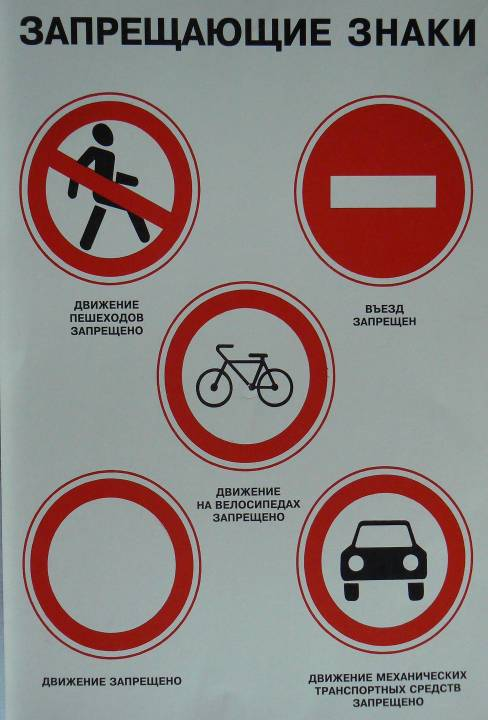 ЗАПРЕЩАЮЩИЕ ЗНАКИ
ДВИЖЕНИЕ
ПЕШЕХОДОВ
ЗАПРЕЩЕНО
ВЪЕЗД
ЗАПРЕЩЕН
ДВИЖЕНИЕ
НА ВЕЛОСИПЕДАХ
ЗАПРЕЩЕНО
ДВИЖЕНИЕ ЗАПРЕЩЕНО
ДВИЖЕНИЕ МЕХАНИЧЕСКИХ
ТРАНСПОРТНЫХ СРЕДСТВ
ЗАПРЕЩЕНО